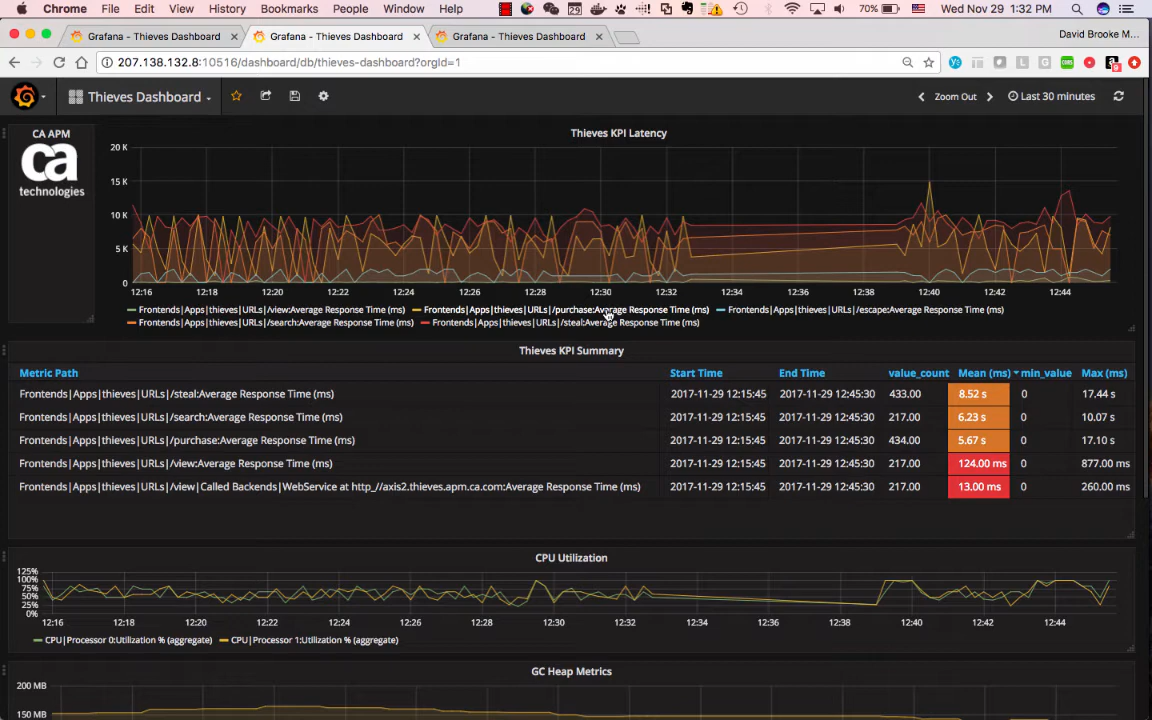 Chrome File Edit View History Bookmarks People Window Help 29 70% Wed Nov 29 1:32 PM
Grafana - Thieves Dashboard × Grafana - Thieves Dashboard × Grafana - Thieves Dashboard × David Brooke M...
207.138.132.8:10516/dashboard/db/thieves-dashboard?orgId=1
Thieves Dashboard Zoom Out Last 30 minutes
CA APM
ca
technologies
Thieves KPI Latency
20 K
15 K
10 K
5 K
0
12:16 12:18 12:20 12:22 12:24 12:26 12:28 12:30 12:32 12:34 12:36 12:38 12:40 12:42 12:44
Frontends|Apps|thieves|URLs|/view:Average Response Time (ms) Frontends|Apps|thieves|URLs|/purchase:Average Response Time (ms) Frontends|Apps|thieves|URLs|/escape:Average Response Time (ms)
Frontends|Apps|thieves|URLs|/search:Average Response Time (ms) Frontends|Apps|thieves|URLs|/steal:Average Response Time (ms)
Thieves KPI Summary
Metric Path Start Time End Time value_count Mean (ms) min_value Max (ms)
Frontends|Apps|thieves|URLs|/steal:Average Response Time (ms) 2017-11-29 12:15:45 2017-11-29 12:45:30 433.00 8.52 s 0 17.44 s
Frontends|Apps|thieves|URLs|/search:Average Response Time (ms) 2017-11-29 12:15:45 2017-11-29 12:45:30 217.00 6.23 s 0 10.07 s
Frontends|Apps|thieves|URLs|/purchase:Average Response Time (ms) 2017-11-29 12:15:45 2017-11-29 12:45:30 434.00 5.67 s 0 17.10 s
Frontends|Apps|thieves|URLs|/view:Average Response Time (ms) 2017-11-29 12:15:45 2017-11-29 12:45:30 217.00 124.00 ms 0 877.00 ms
Frontends|Apps|thieves|URLs|/view|Called Backends|WebService at http_//axis2.thieves.apm.ca.com:Average Response Time (ms) 2017-11-29 12:15:45 2017-11-29 12:45:30 217.00 13.00 ms 0 260.00 ms
CPU Utilization
125%
100%
75%
50%
25%
0%
12:16 12:18 12:20 12:22 12:24 12:26 12:28 12:30 12:32 12:34 12:36 12:38 12:40 12:42 12:44
CPU|Processor 0:Utilization % (aggregate) CPU|Processor 1:Utilization % (aggregate)
GC Heap Metrics
200 MB
150 MB